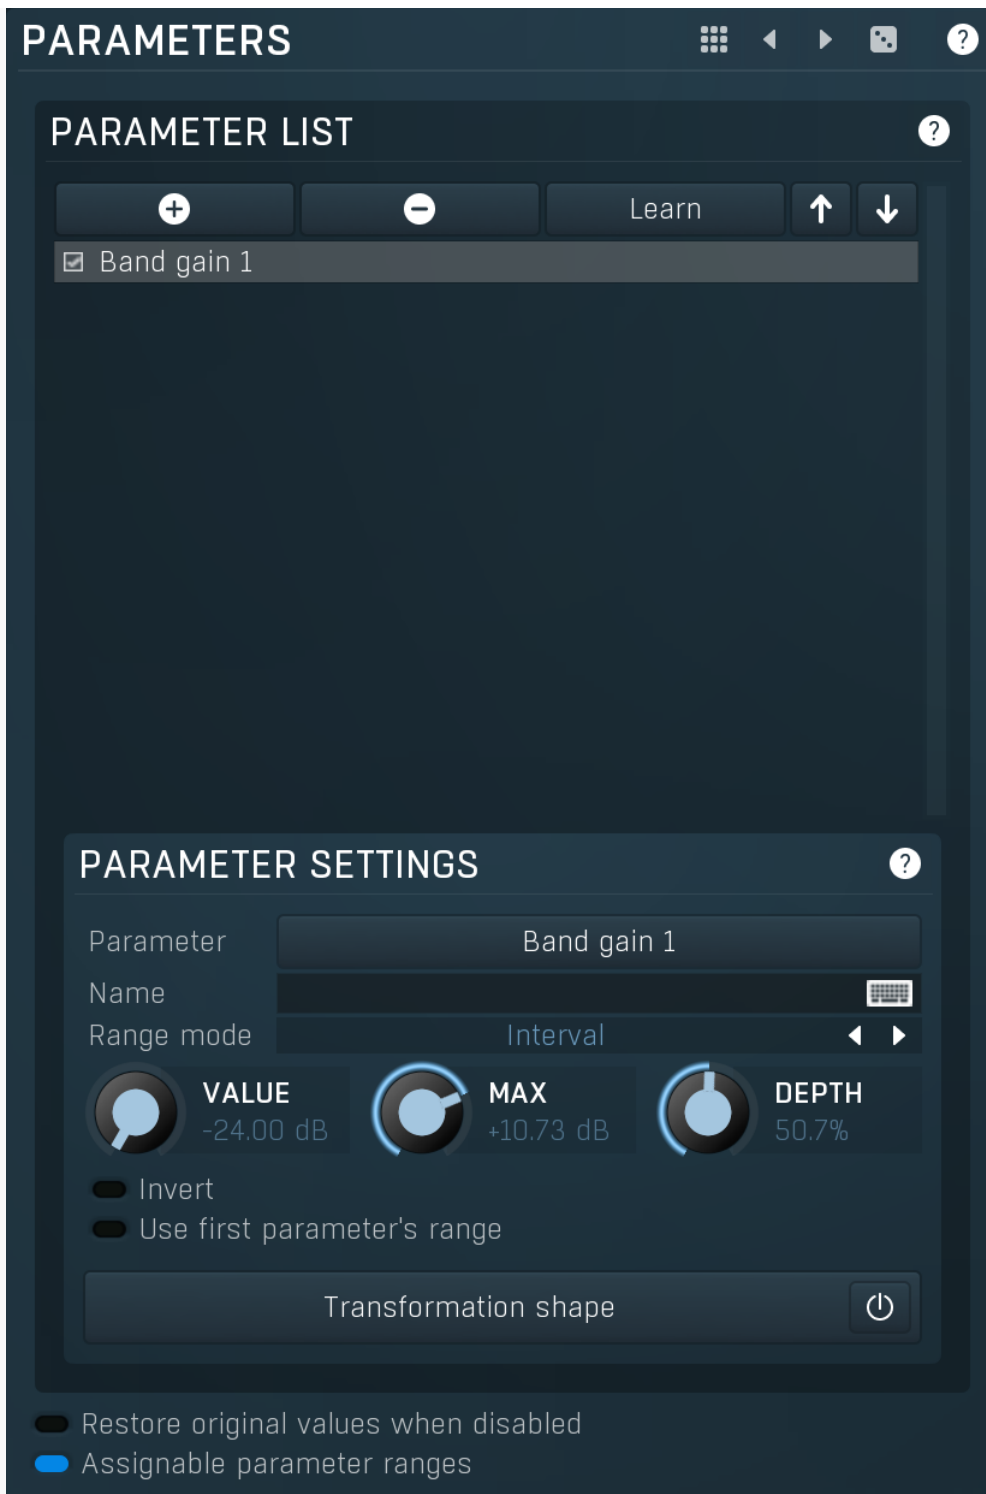 PARAMETERS ?
PARAMETER LIST ?
Learn
Band gain 1
PARAMETER SETTINGS ?
Parameter Band gain 1
Name
Range mode Interval
VALUE MAX DEPTH
-24.00 dB +10.73 dB 50.7%
Invert
Use first parameter's range
Transformation shape
Restore original values when disabled
Assignable parameter ranges